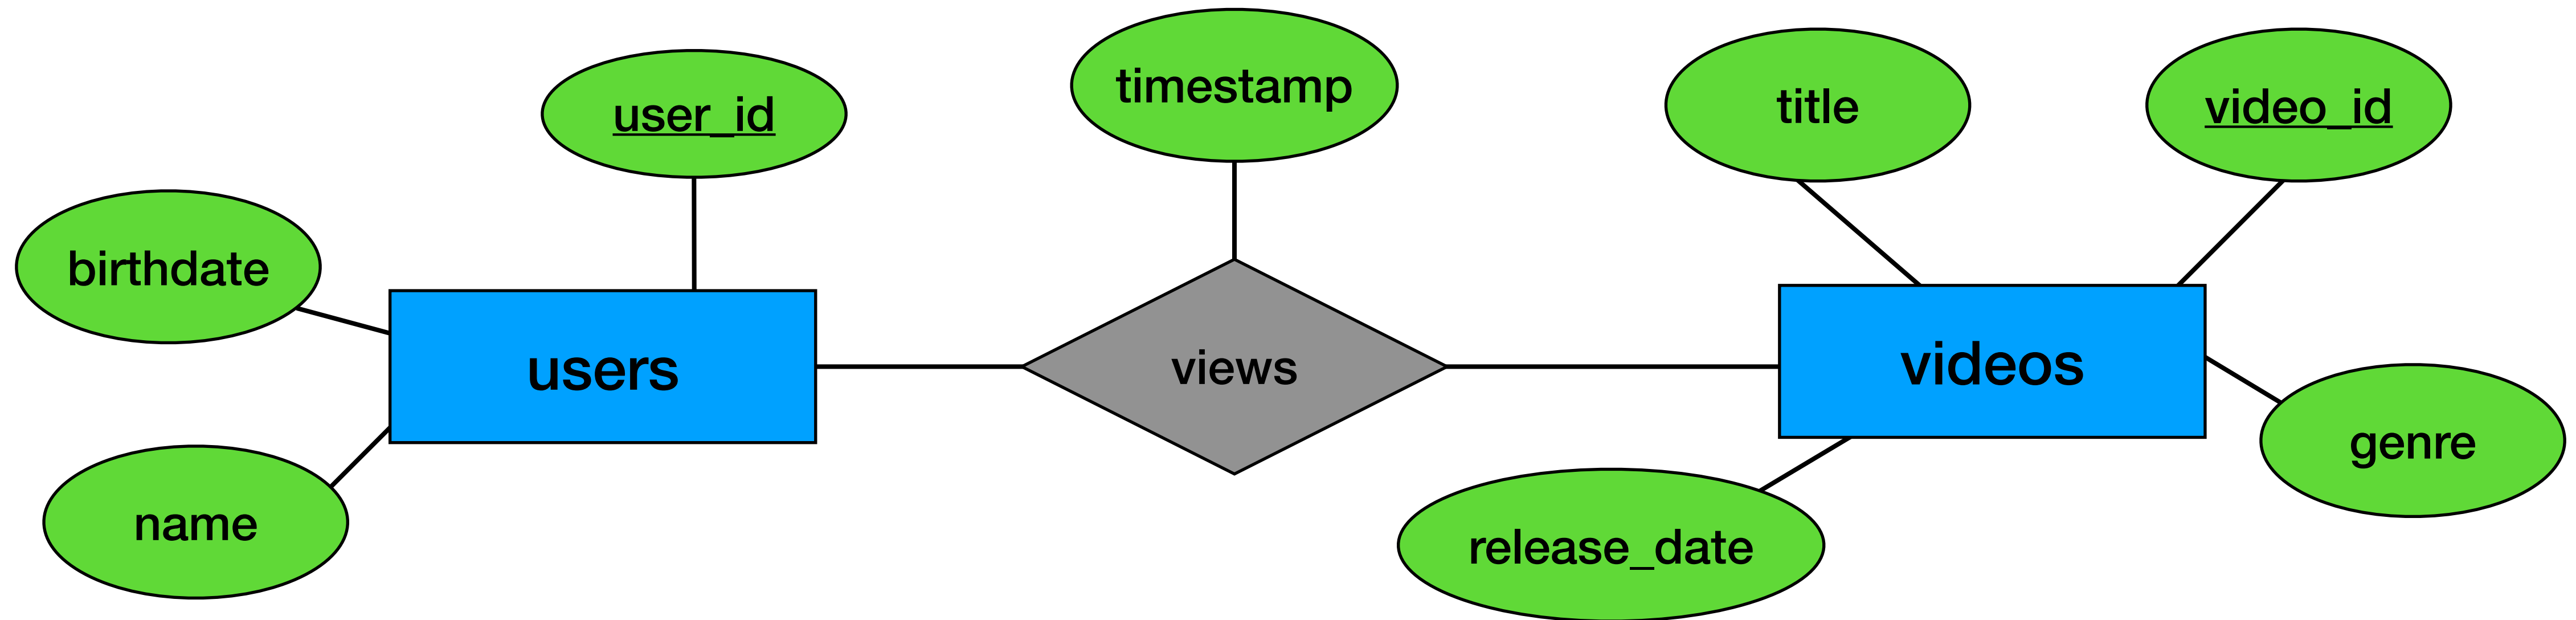 timestamp
title
video_id
user_id
birthdate
users
views
videos
genre
name
release_date